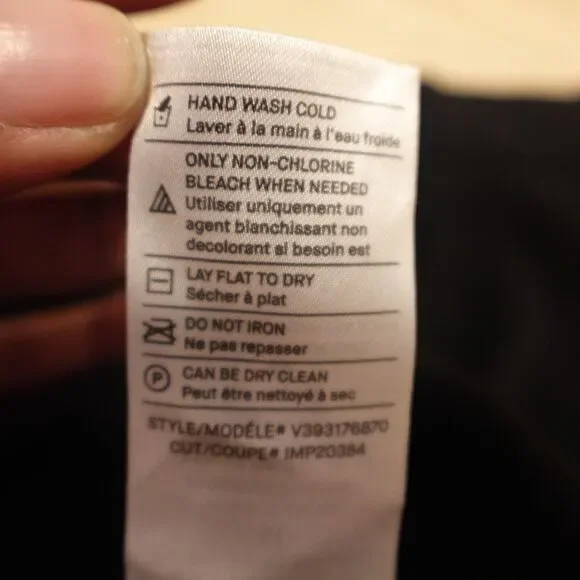 HAND WASH COLD
Laver à la main à l'eau froide
ONLY NON-CHLORINE
BLEACH WHEN NEEDED
Utiliser uniquement un
agent blanchissant non
decolorant si besoin est
LAY FLAT TO DRY
Sécher à plat
DO NOT IRON
Ne pas repasser
P CAN BE DRY CLEAN
Peut être nettoyé à sec
STYLE/MODÉLE# V393176870
CUT/COUPE# IMP20384